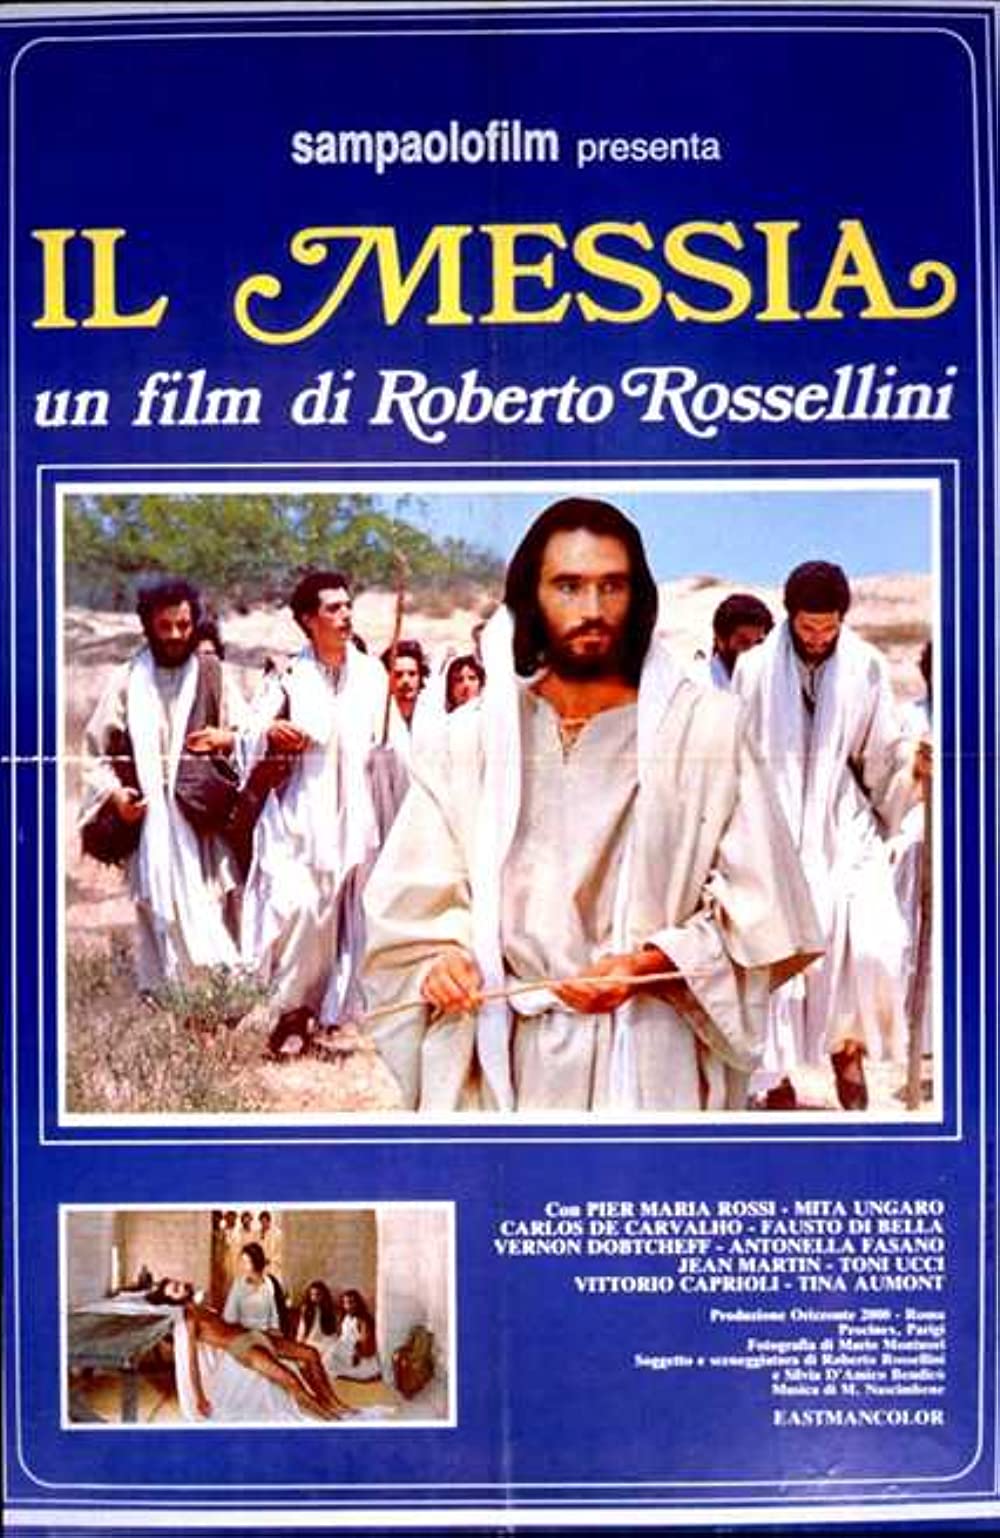 sampaolofilm presenta
IL MESSIA
un film di Roberto Rossellini
Con PIER MARIA ROSSI - MITA UNGARO
CARLOS DE CARVALHO - FAUSTO DI BELLA
VERNON DOBTCHEFF - ANTONELLA FASANO
JEAN MARTIN - TONI UCCI
VITTORIO CAPRIOLI - TINA AUMONT
Produzione Orizzonte 2000 - Roma
Procinex, Parigi
Fotografia di Mario Montuori
Soggetto e sceneggiatura di Roberto Rossellini
e Silvia D'Amico Bendicò
Musica di M. Nascimbene
EASTMANCOLOR